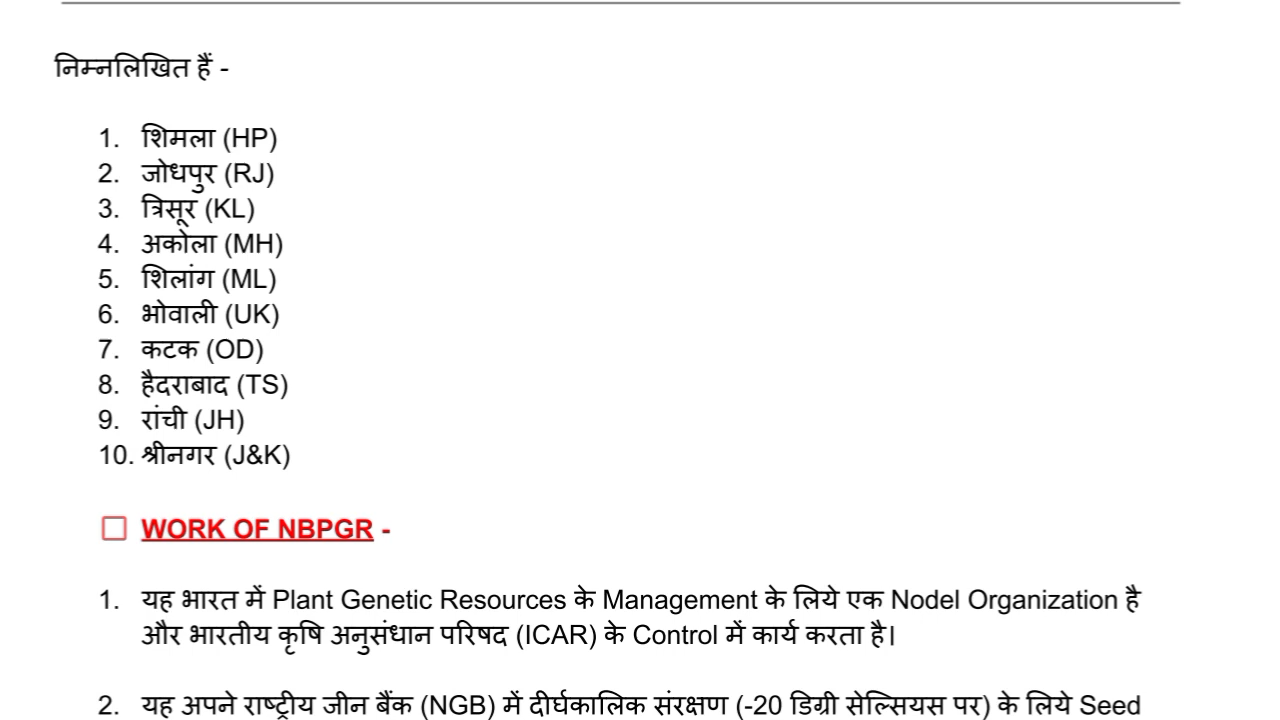 निम्नलिखित हैं -
1. शिमला (HP)
2. जोधपुर (RJ)
3. त्रिसूर (KL)
4. अकोला (MH)
5. शिलांग (ML)
6. भोवाली (UK)
7. कटक (OD)
8. हैदराबाद (TS)
9. रांची (JH)
10. श्रीनगर (J&K)
☐ WORK OF NBPGR -
1. यह भारत में Plant Genetic Resources के Management के लिये एक Nodel Organization है
और भारतीय कृषि अनुसंधान परिषद (ICAR) के Control में कार्य करता है।
2. यह अपने राष्ट्रीय जीन बैंक (NGB) में दीर्घकालिक संरक्षण (-20 डिग्री सेल्सियस पर) के लिये Seed